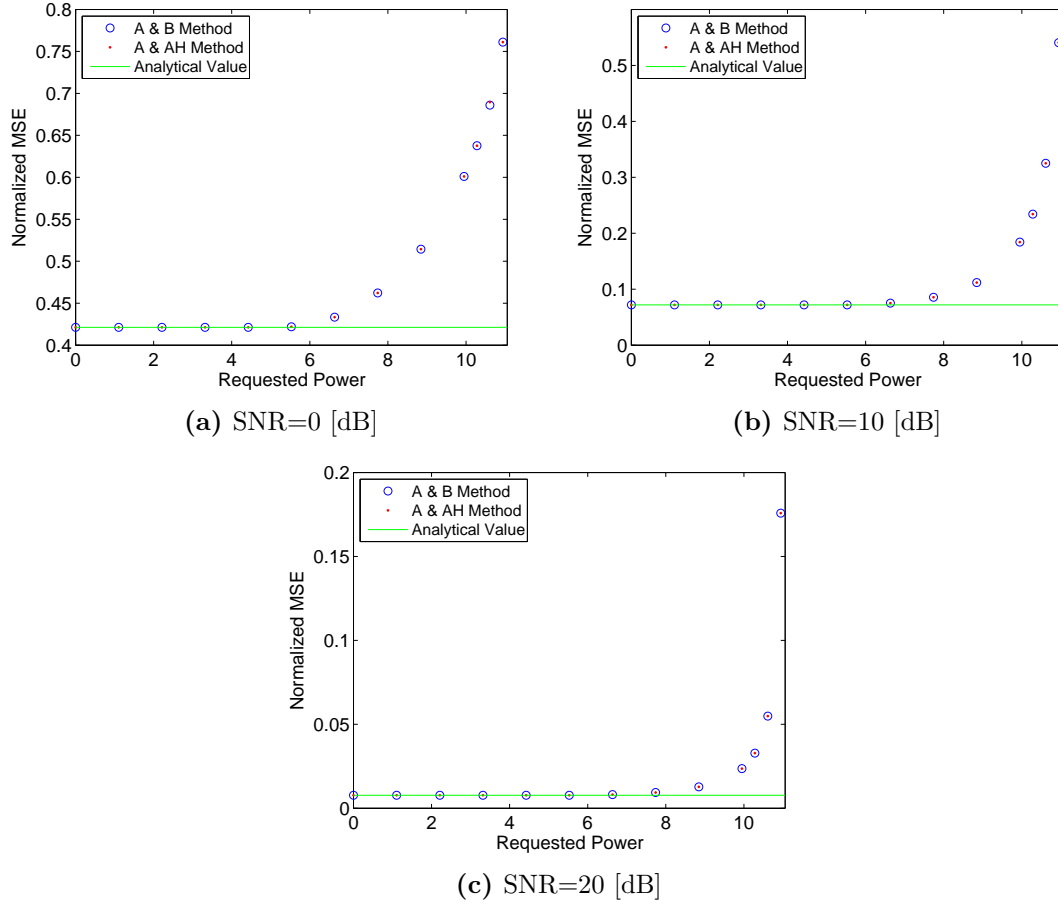 A & B Method
A & AH Method
Analytical Value
0.8
0.75
0.7
0.65
0.6
0.55
0.5
0.45
0.4
Normalized MSE
0 2 4 6 8 10
Requested Power
(a) SNR=0 [dB]
A & B Method
A & AH Method
Analytical Value
0.5
0.4
0.3
0.2
0.1
0
Normalized MSE
0 2 4 6 8 10
Requested Power
(b) SNR=10 [dB]
A & B Method
A & AH Method
Analytical Value
0.2
0.15
0.1
0.05
0
Normalized MSE
0 2 4 6 8 10
Requested Power
(c) SNR=20 [dB]